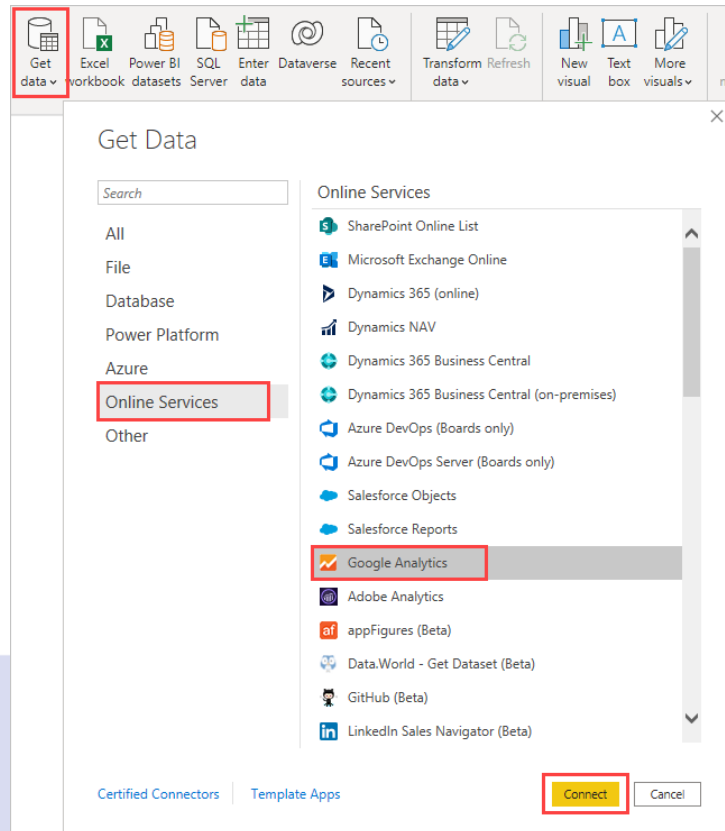 Get data
Excel workbook
Power BI datasets
SQL Server
Enter data
Dataverse
Recent sources
Transform data
Refresh
New visual
Text box
More visuals
Get Data
Search
All
File
Database
Power Platform
Azure
Online Services
Other
Online Services
SharePoint Online List
Microsoft Exchange Online
Dynamics 365 (online)
Dynamics NAV
Dynamics 365 Business Central
Dynamics 365 Business Central (on-premises)
Azure DevOps (Boards only)
Azure DevOps Server (Boards only)
Salesforce Objects
Salesforce Reports
Google Analytics
Adobe Analytics
appFigures (Beta)
Data.World - Get Dataset (Beta)
GitHub (Beta)
LinkedIn Sales Navigator (Beta)
Certified Connectors
Template Apps
Connect
Cancel